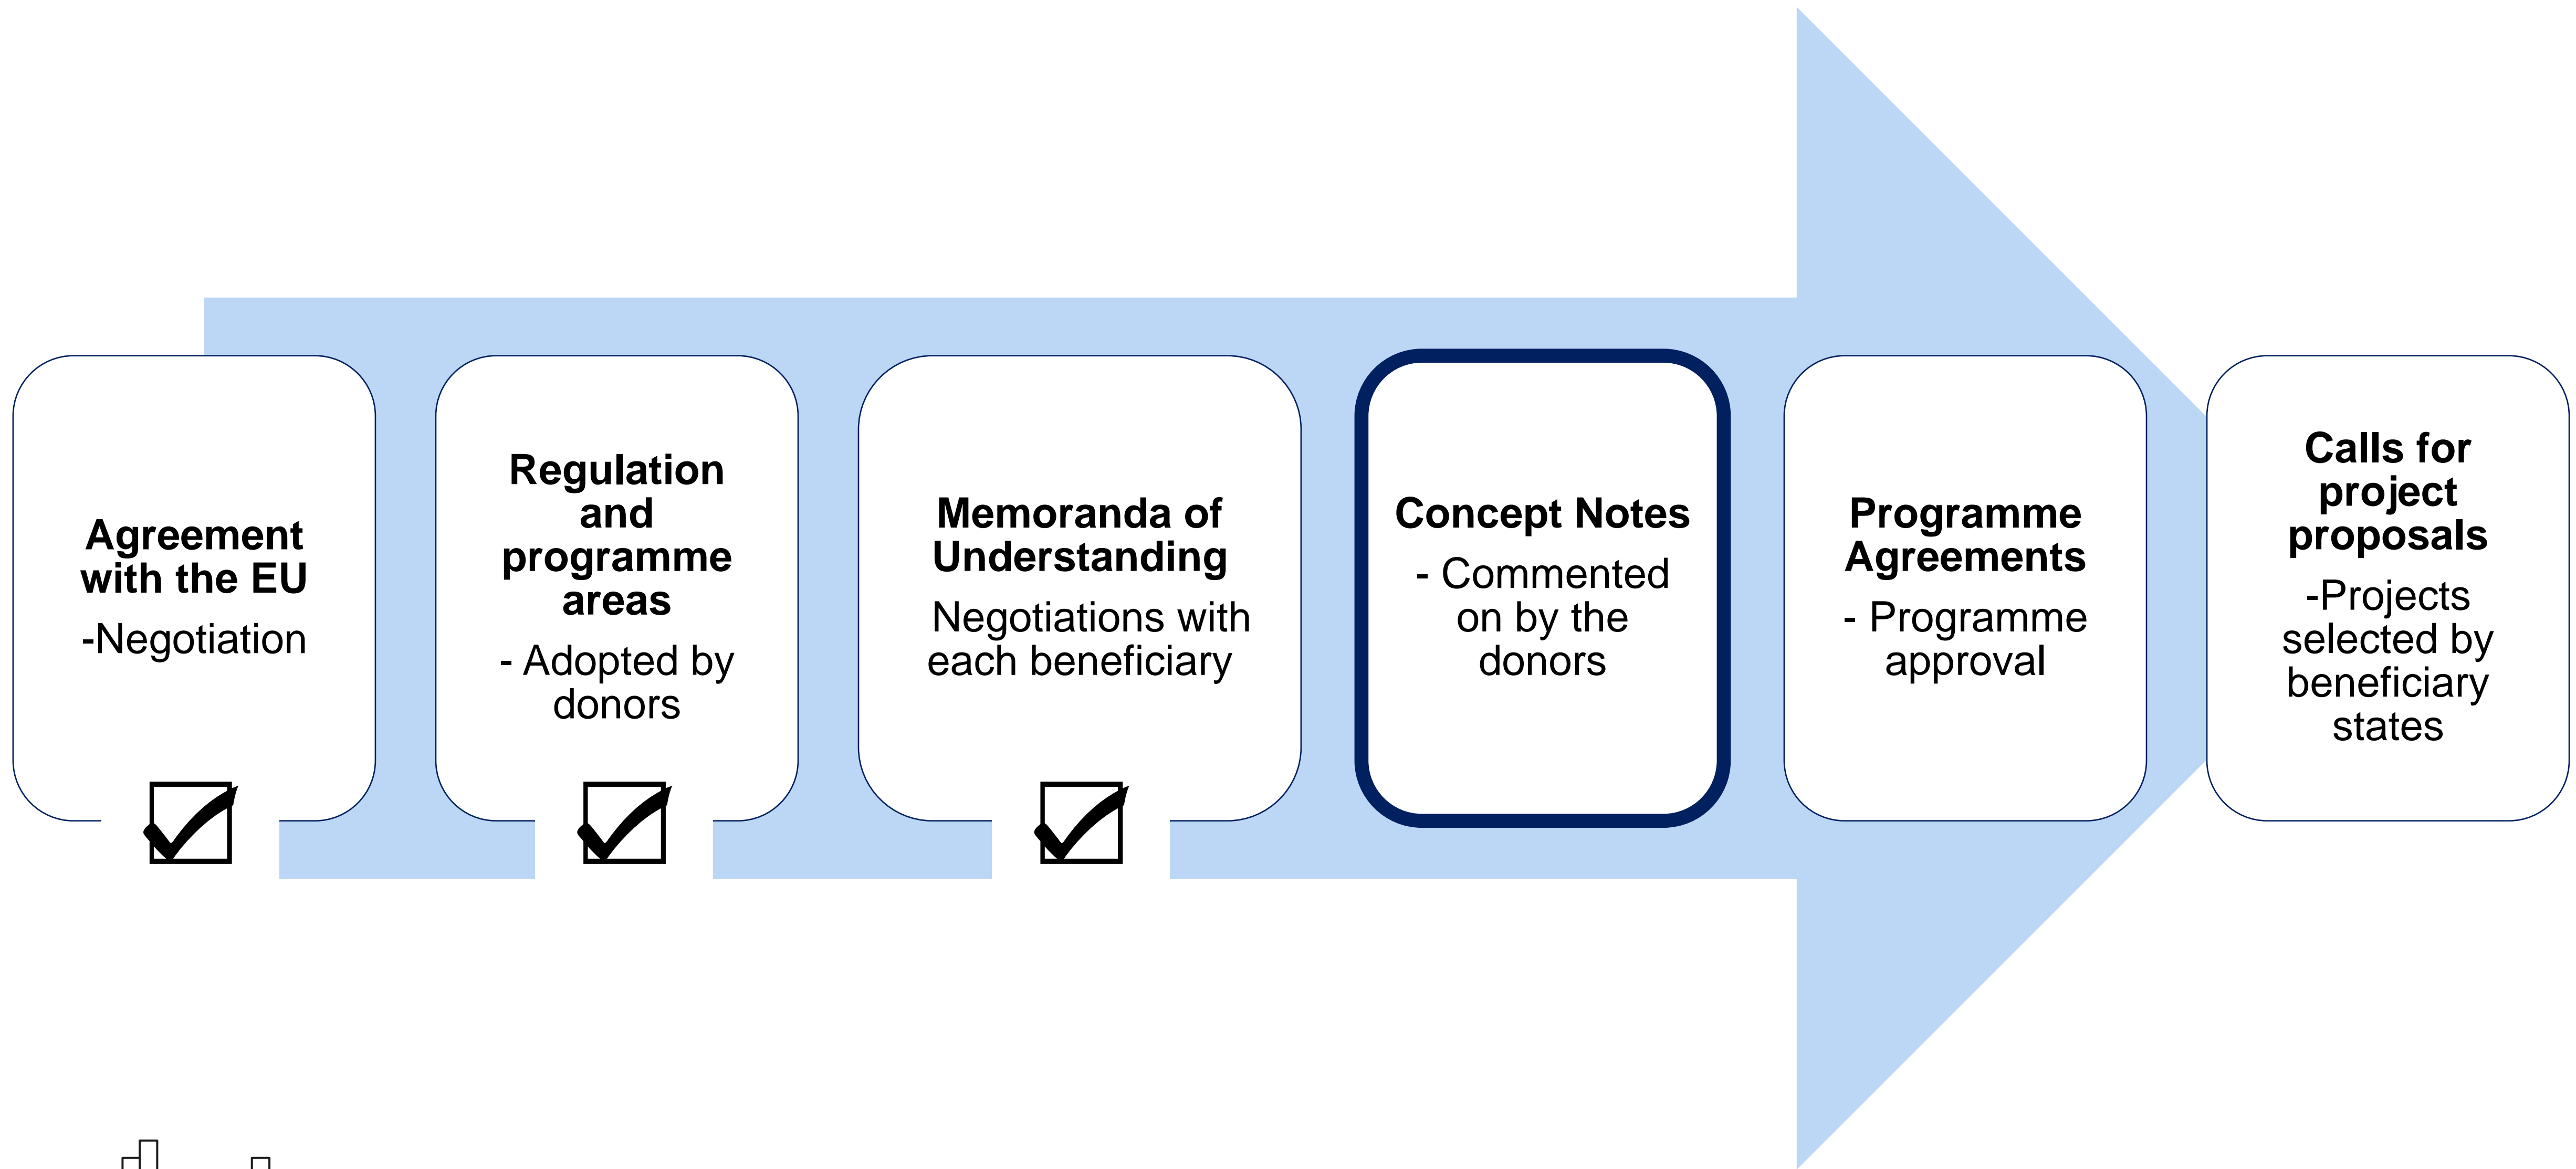 Agreement
with the EU
-Negotiation
Regulation
and
programme
areas
- Adopted by
donors
Memoranda of
Understanding
Negotiations with
each beneficiary
Concept Notes
- Commented
on by the
donors
Programme
Agreements
- Programme
approval
Calls for
project
proposals
-Projects
selected by
beneficiary
states